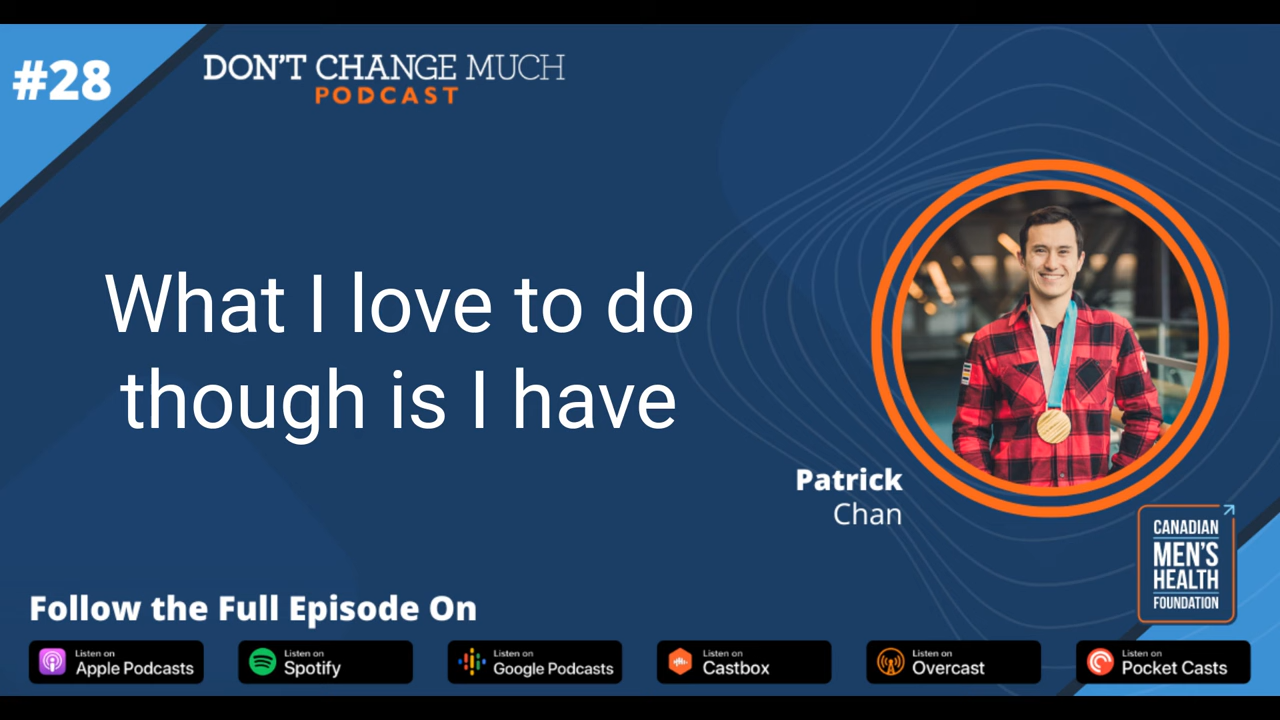 #28
DON'T CHANGE MUCH
PODCAST
What I love to do
though is I have
Patrick
Chan
CANADIAN
MEN'S
HEALTH
FOUNDATION
Follow the Full Episode On
Listen on
Apple Podcasts
Listen on
Spotify
Listen on
Google Podcasts
Listen on
Castbox
Listen on
Overcast
Listen on
Pocket Casts